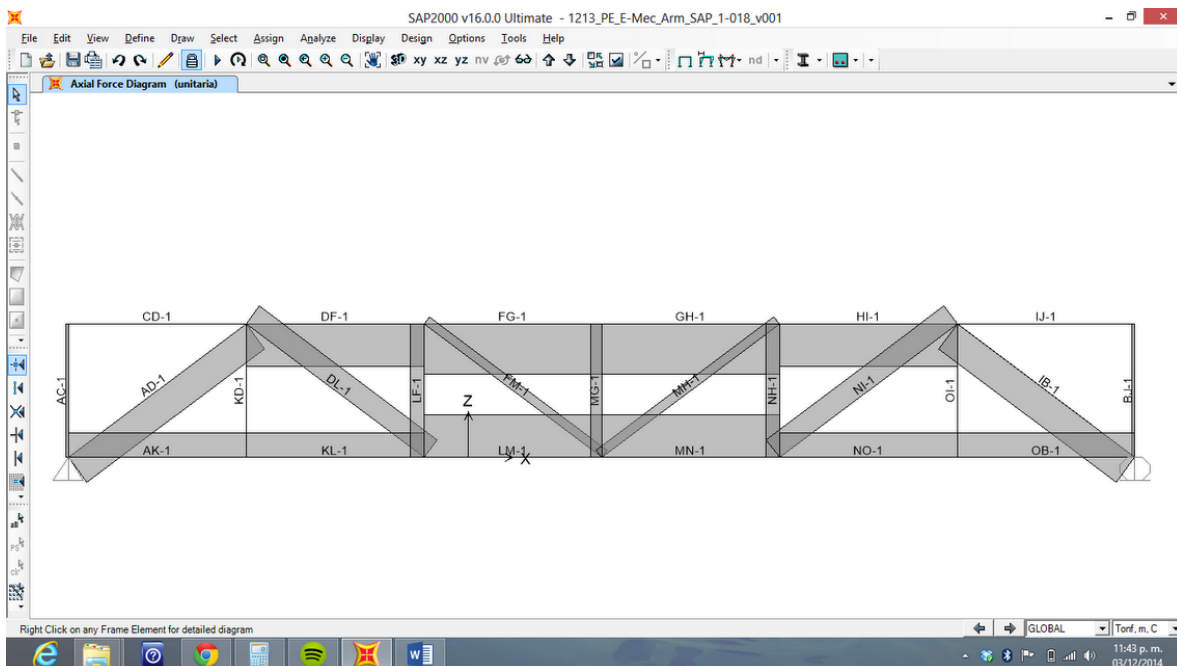 SAP2000 v16.0.0 Ultimate - 1213_PE_E-Mec_Arm_SAP_1-018_v001
File Edit View Define Draw Select Assign Analyze Display Design Options Tools Help
3D xy xz yz nv nd
Axial Force Diagram (unitaria)
CD-1 DF-1 FG-1 GH-1 HI-1 IJ-1
AC-1 AD-1 KD-1 DL-1 LF-1 FM-1 MG-1 MH-1 NH-1 NI-1 OI-1 IB-1 BJ-1
Z
X
AK-1 KL-1 LM-1 MN-1 NO-1 OB-1
all
PS
clr
Right Click on any Frame Element for detailed diagram
GLOBAL
Tonf, m, C
11:43 p. m.
03/12/2014